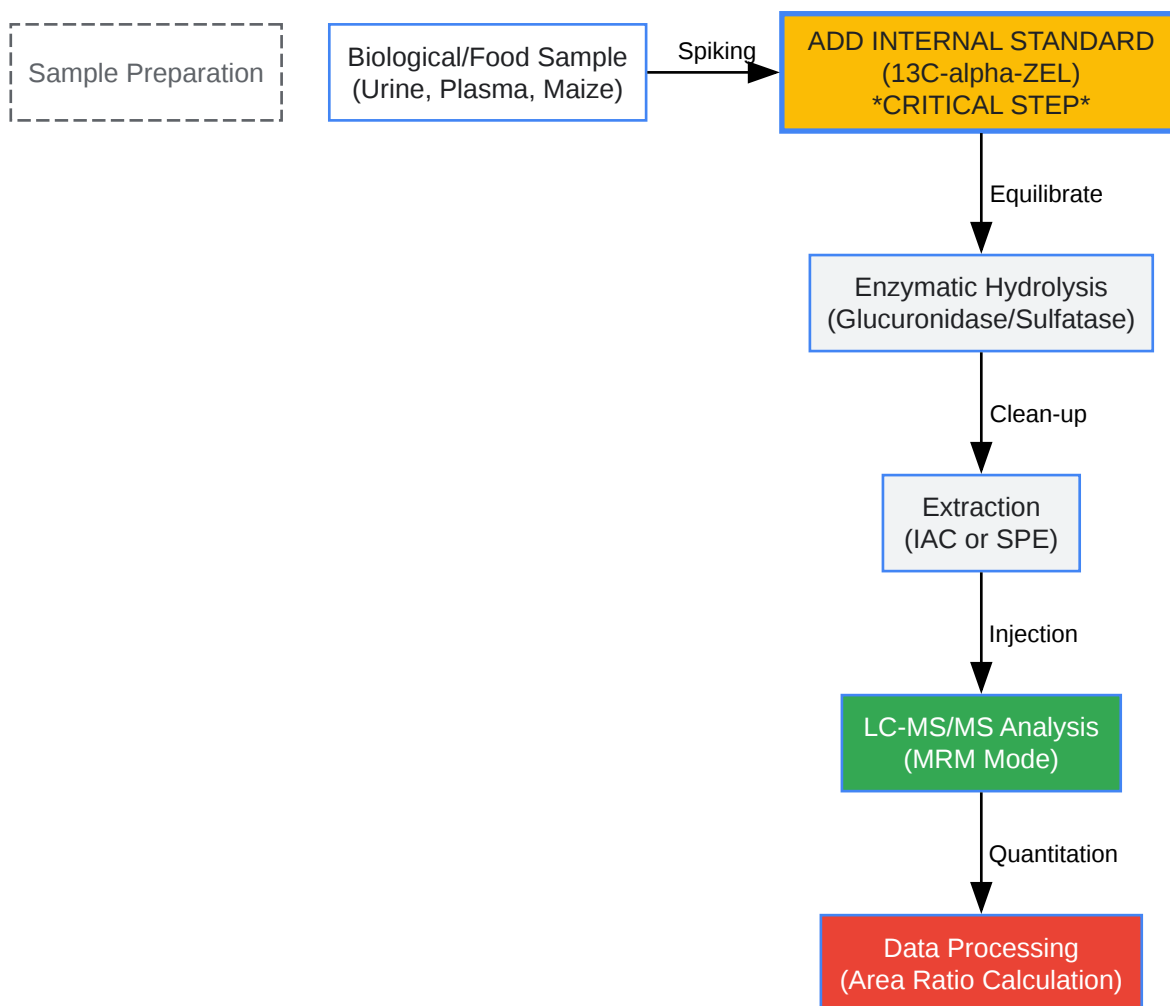 Sample Preparation
Biological/Food Sample
(Urine, Plasma, Maize)
Spiking
ADD INTERNAL STANDARD
(13C-alpha-ZEL)
*CRITICAL STEP*
Equilibrate
Enzymatic Hydrolysis
(Glucuronidase/Sulfatase)
Clean-up
Extraction
(IAC or SPE)
Injection
LC-MS/MS Analysis
(MRM Mode)
Quantitation
Data Processing
(Area Ratio Calculation)